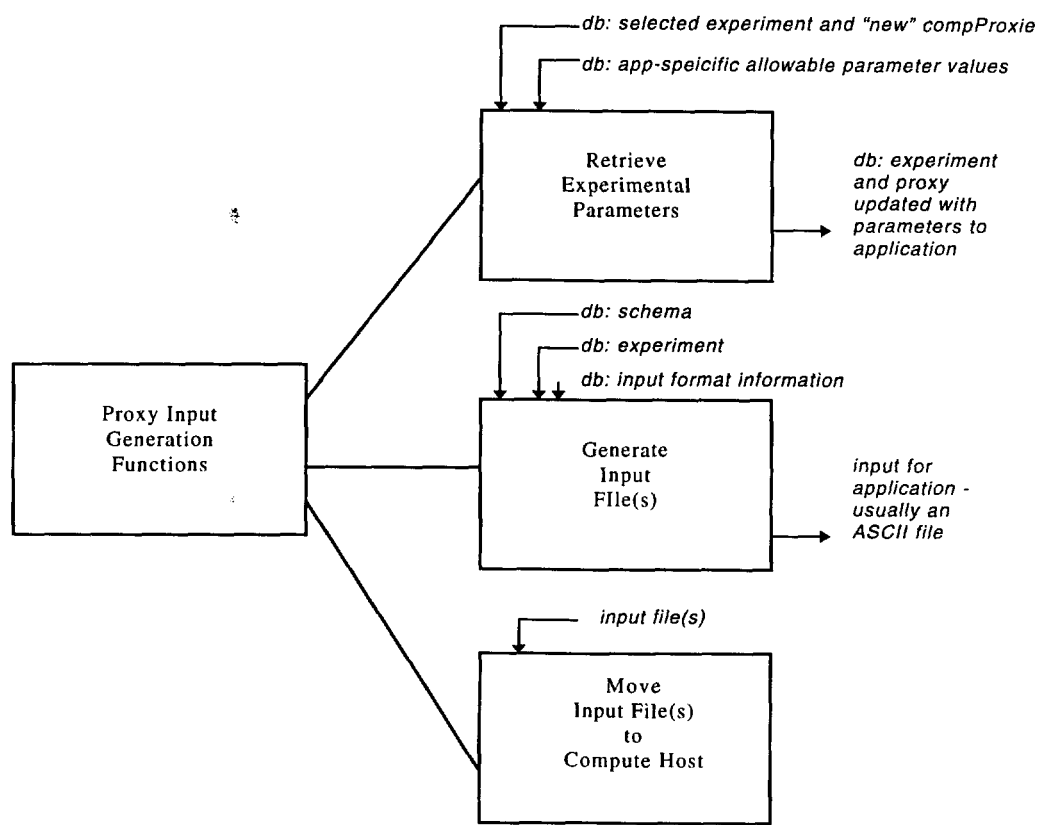 db: selected experiment and “new” compProxie
db: app-speicific allowable parameter values
Retrieve
Experimental
Parameters
db: experiment
and proxy
updated with
parameters to
application
db: schema
db: experiment
db: input format information
Proxy Input
Generation
Functions
Generate
Input
FIle(s)
input for
application -
usually an
ASCII file
input file(s)
Move
Input File(s)
to
Compute Host